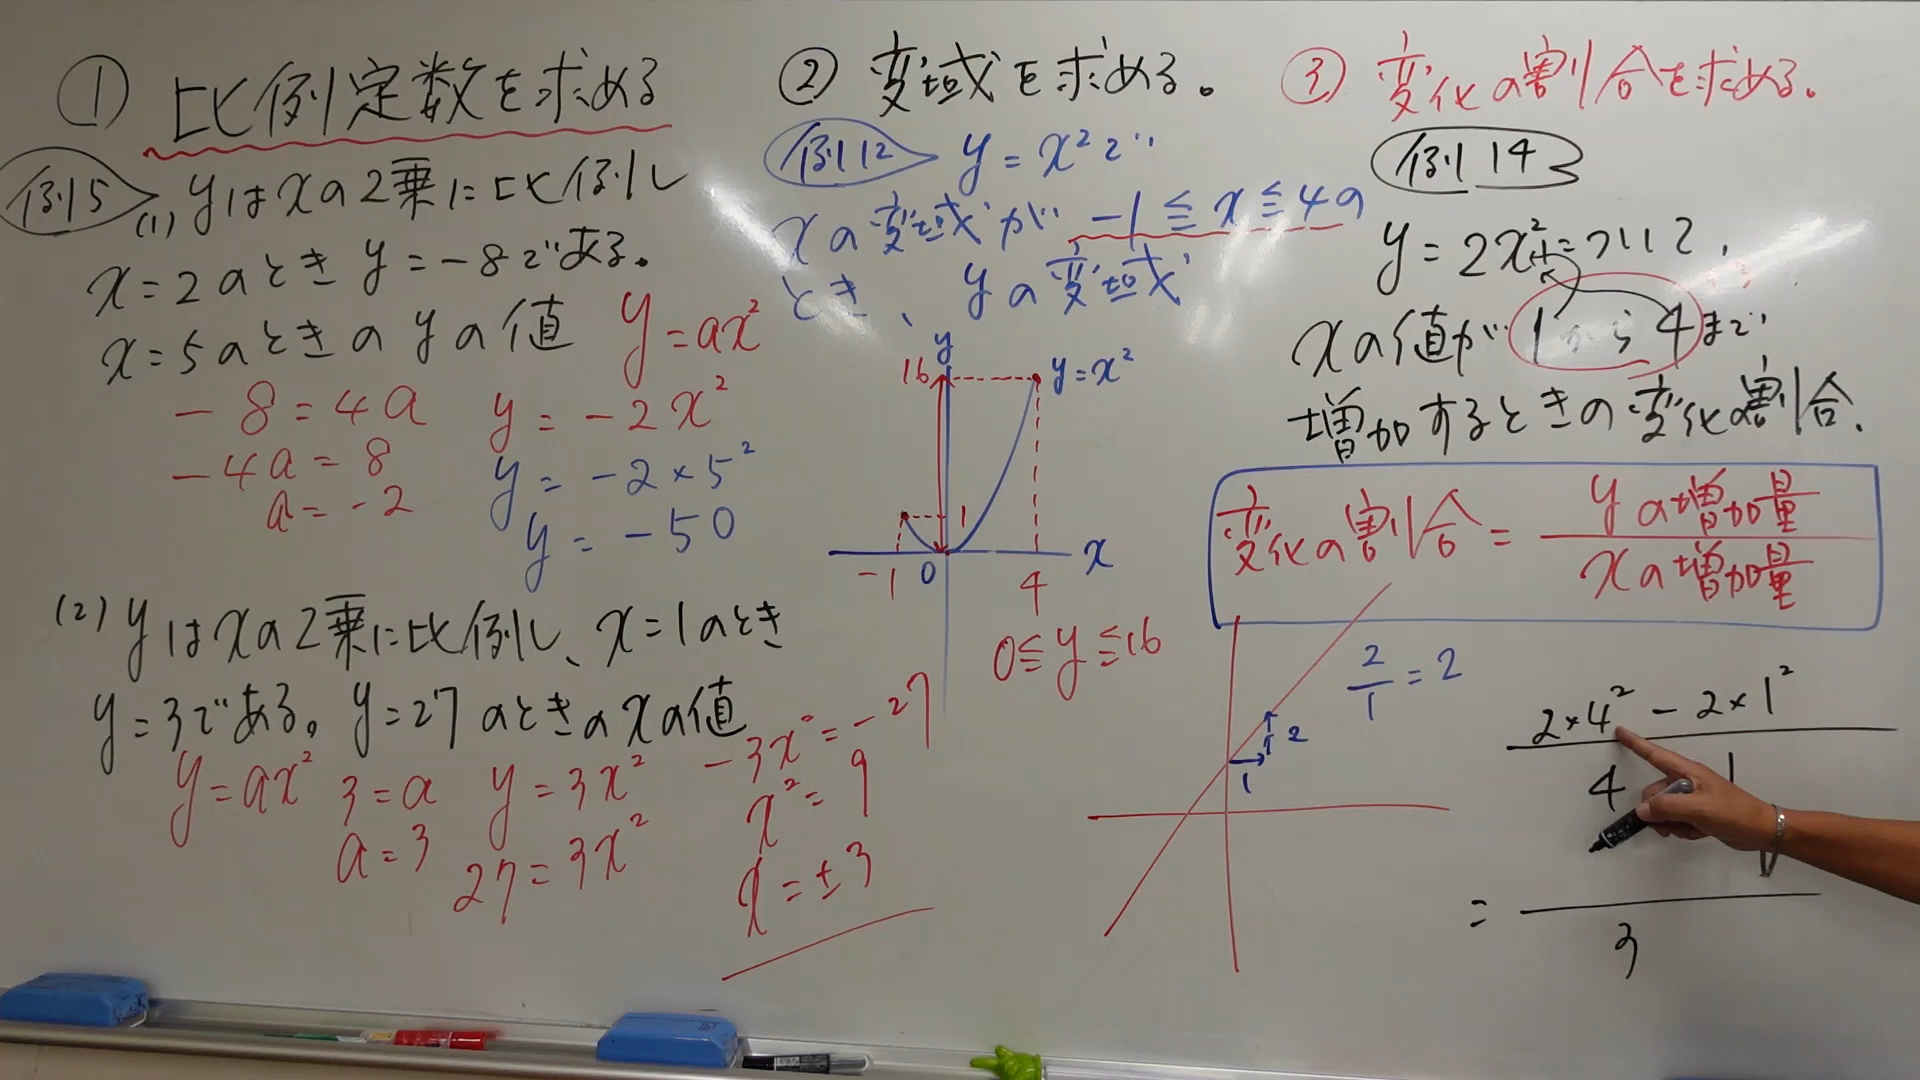 ① 比例定数を求める
例5 (1) yはxの2乗に比例し
x=2のときy=-8である。
x=5のときのyの値
y=ax²
-8=4a
-4a=8
a=-2
y=-2x²
y=-2×5²
y=-50
(2) yはxの2乗に比例し、x=1のとき
y=3である。y=27のときのxの値
y=ax²
3=a
a=3
y=3x²
27=3x²
-3x²=-27
x²=9
x=±3
② 変域を求める。
例12 y=x²で
xの変域が -1≦x≦4の
とき、yの変域
y
16
y=x²
1
-1 0 4 x
0≦y≦16
③ 変化の割合を求める。
例14
y=2x²について、
xの値が1から4まで
増加するときの変化の割合.
変化の割合 = yの増加量
xの増加量
2/1=2
2
1
2×4²-2×1²
4 1
=
3